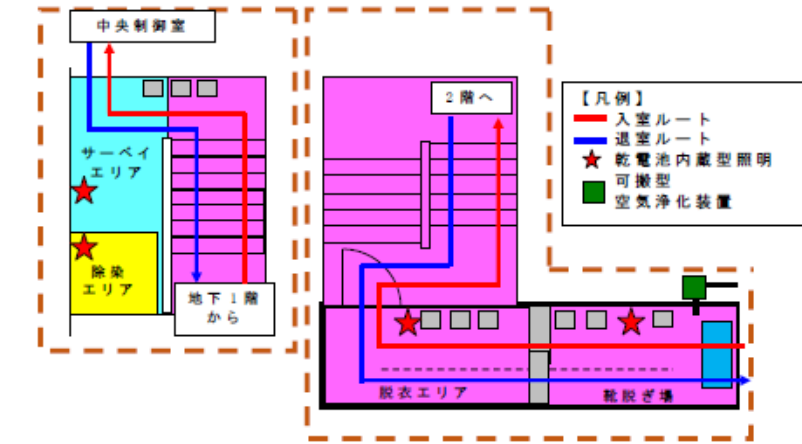 中央制御室
サーベイ
エリア
除染
エリア
地下1階
から
2階へ
脱衣エリア
靴脱ぎ場
【凡例】
入室ルート
退室ルート
乾電池内蔵型照明
可搬型
空気浄化装置